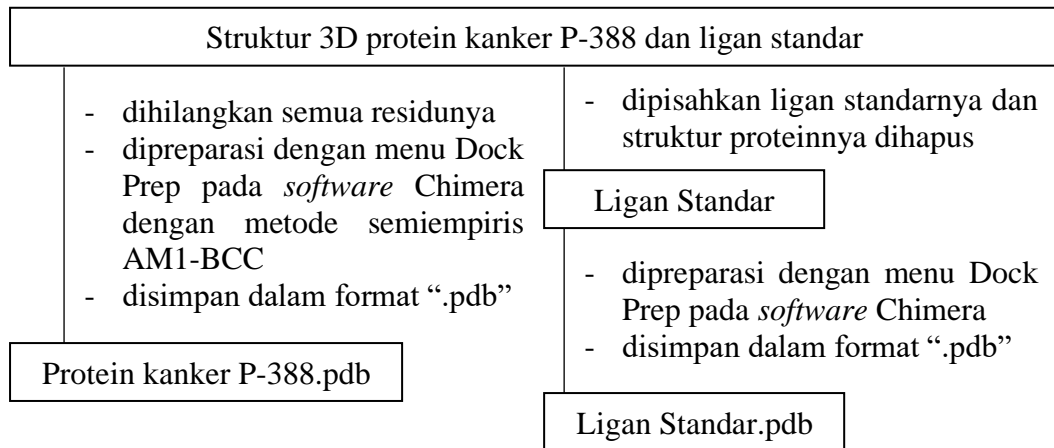 Struktur 3D protein kanker P-388 dan ligan standar
- dihilangkan semua residunya
- dipreparasi dengan menu Dock
Prep pada software Chimera
dengan metode semiempiris
AM1-BCC
- disimpan dalam format “.pdb”
Protein kanker P-388.pdb
- dipisahkan ligan standarnya dan
struktur proteinnya dihapus
Ligan Standar
- dipreparasi dengan menu Dock
Prep pada software Chimera
- disimpan dalam format “.pdb”
Ligan Standar.pdb